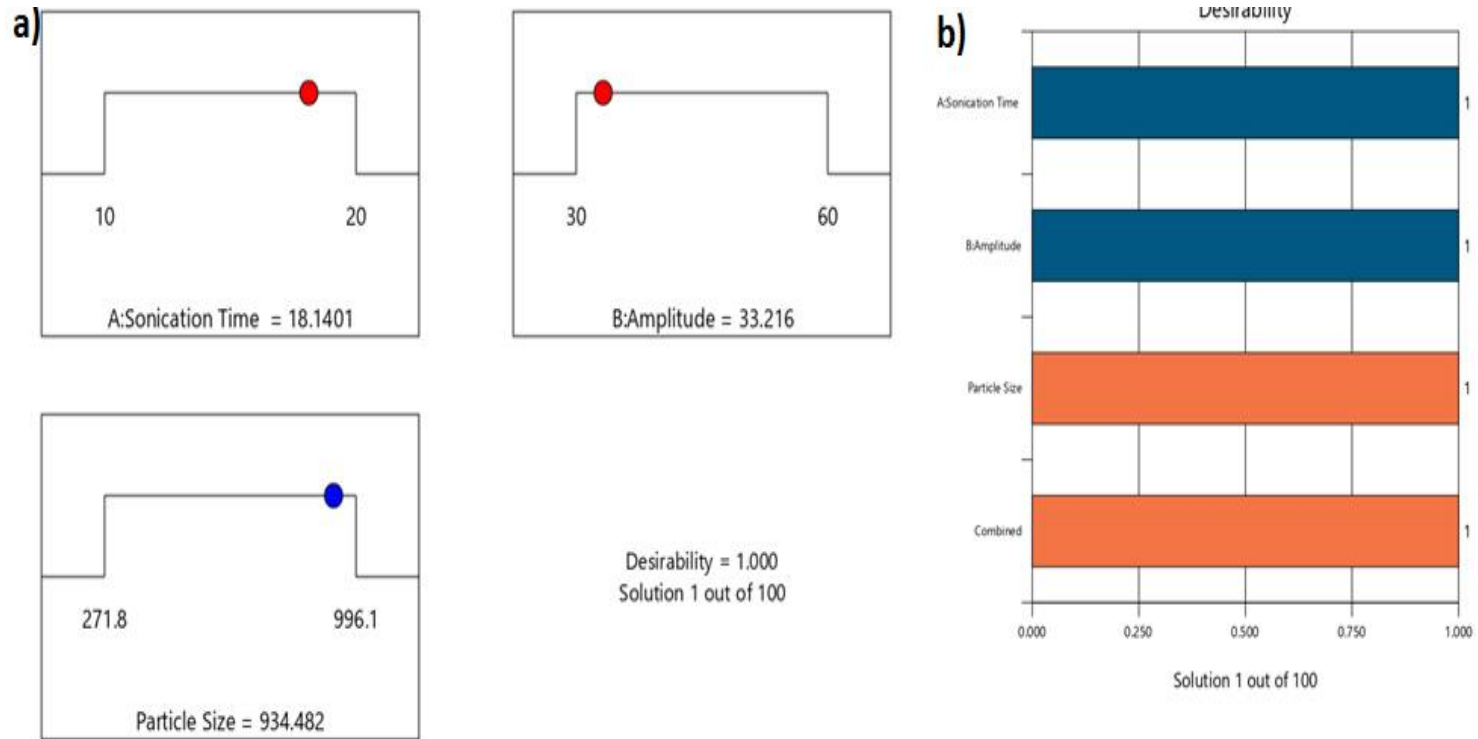 a)
10 20
A:Sonication Time = 18.1401
30 60
B:Amplitude = 33.216
271.8 996.1
Particle Size = 934.482
Desirability = 1.000
Solution 1 out of 100
b)
Desirability
A:Sonication Time 1
B:Amplitude 1
Particle Size 1
Combined 1
0.000 0.250 0.500 0.750 1.000
Solution 1 out of 100